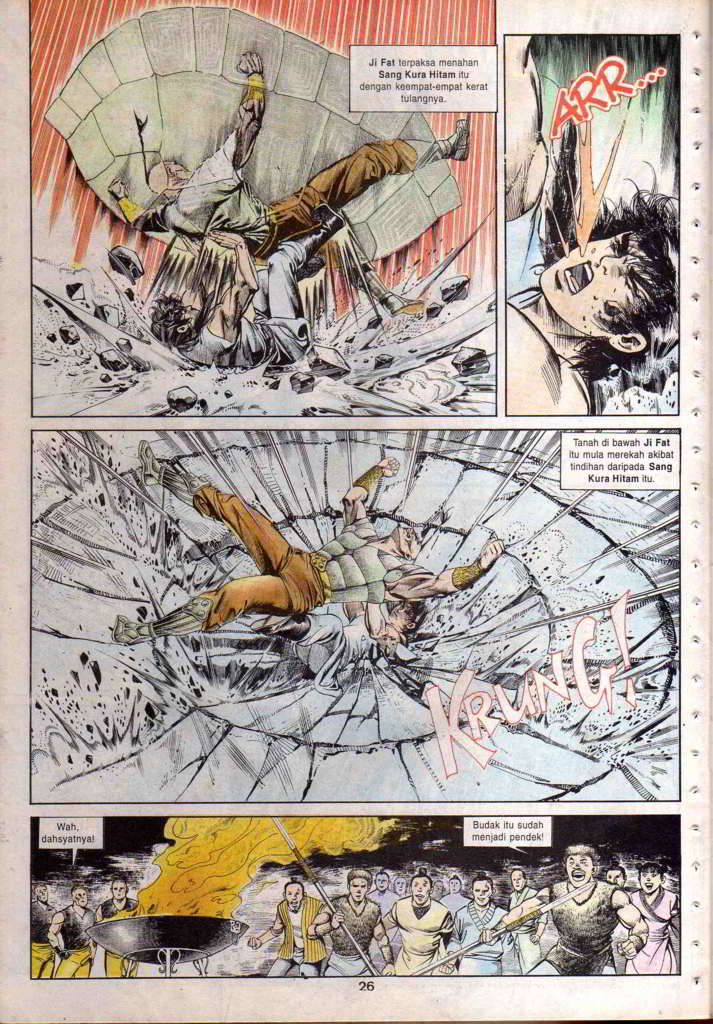 Ji Fat terpaksa menahan
Sang Kura Hitam itu
dengan keempat-empat kerat
tulangnya.
ARR...
Tanah di bawah Ji Fat
itu mula merekah akibat
tindihan daripada Sang
Kura Hitam itu.
KRUNG!
Wah,
dahsyatnya!
Budak itu sudah
menjadi pendek!
26